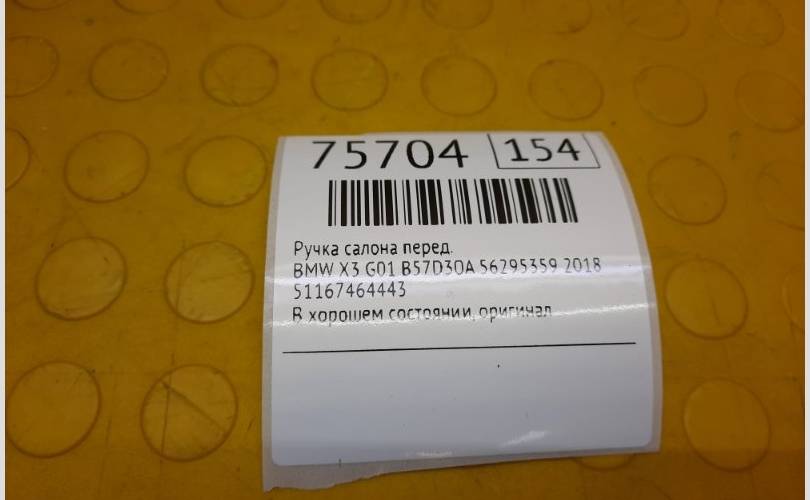 75704 154
Ручка салона перед.
BMW X3 G01 B57D30A 56295359 2018
51167464443
В хорошем состоянии, оригинал